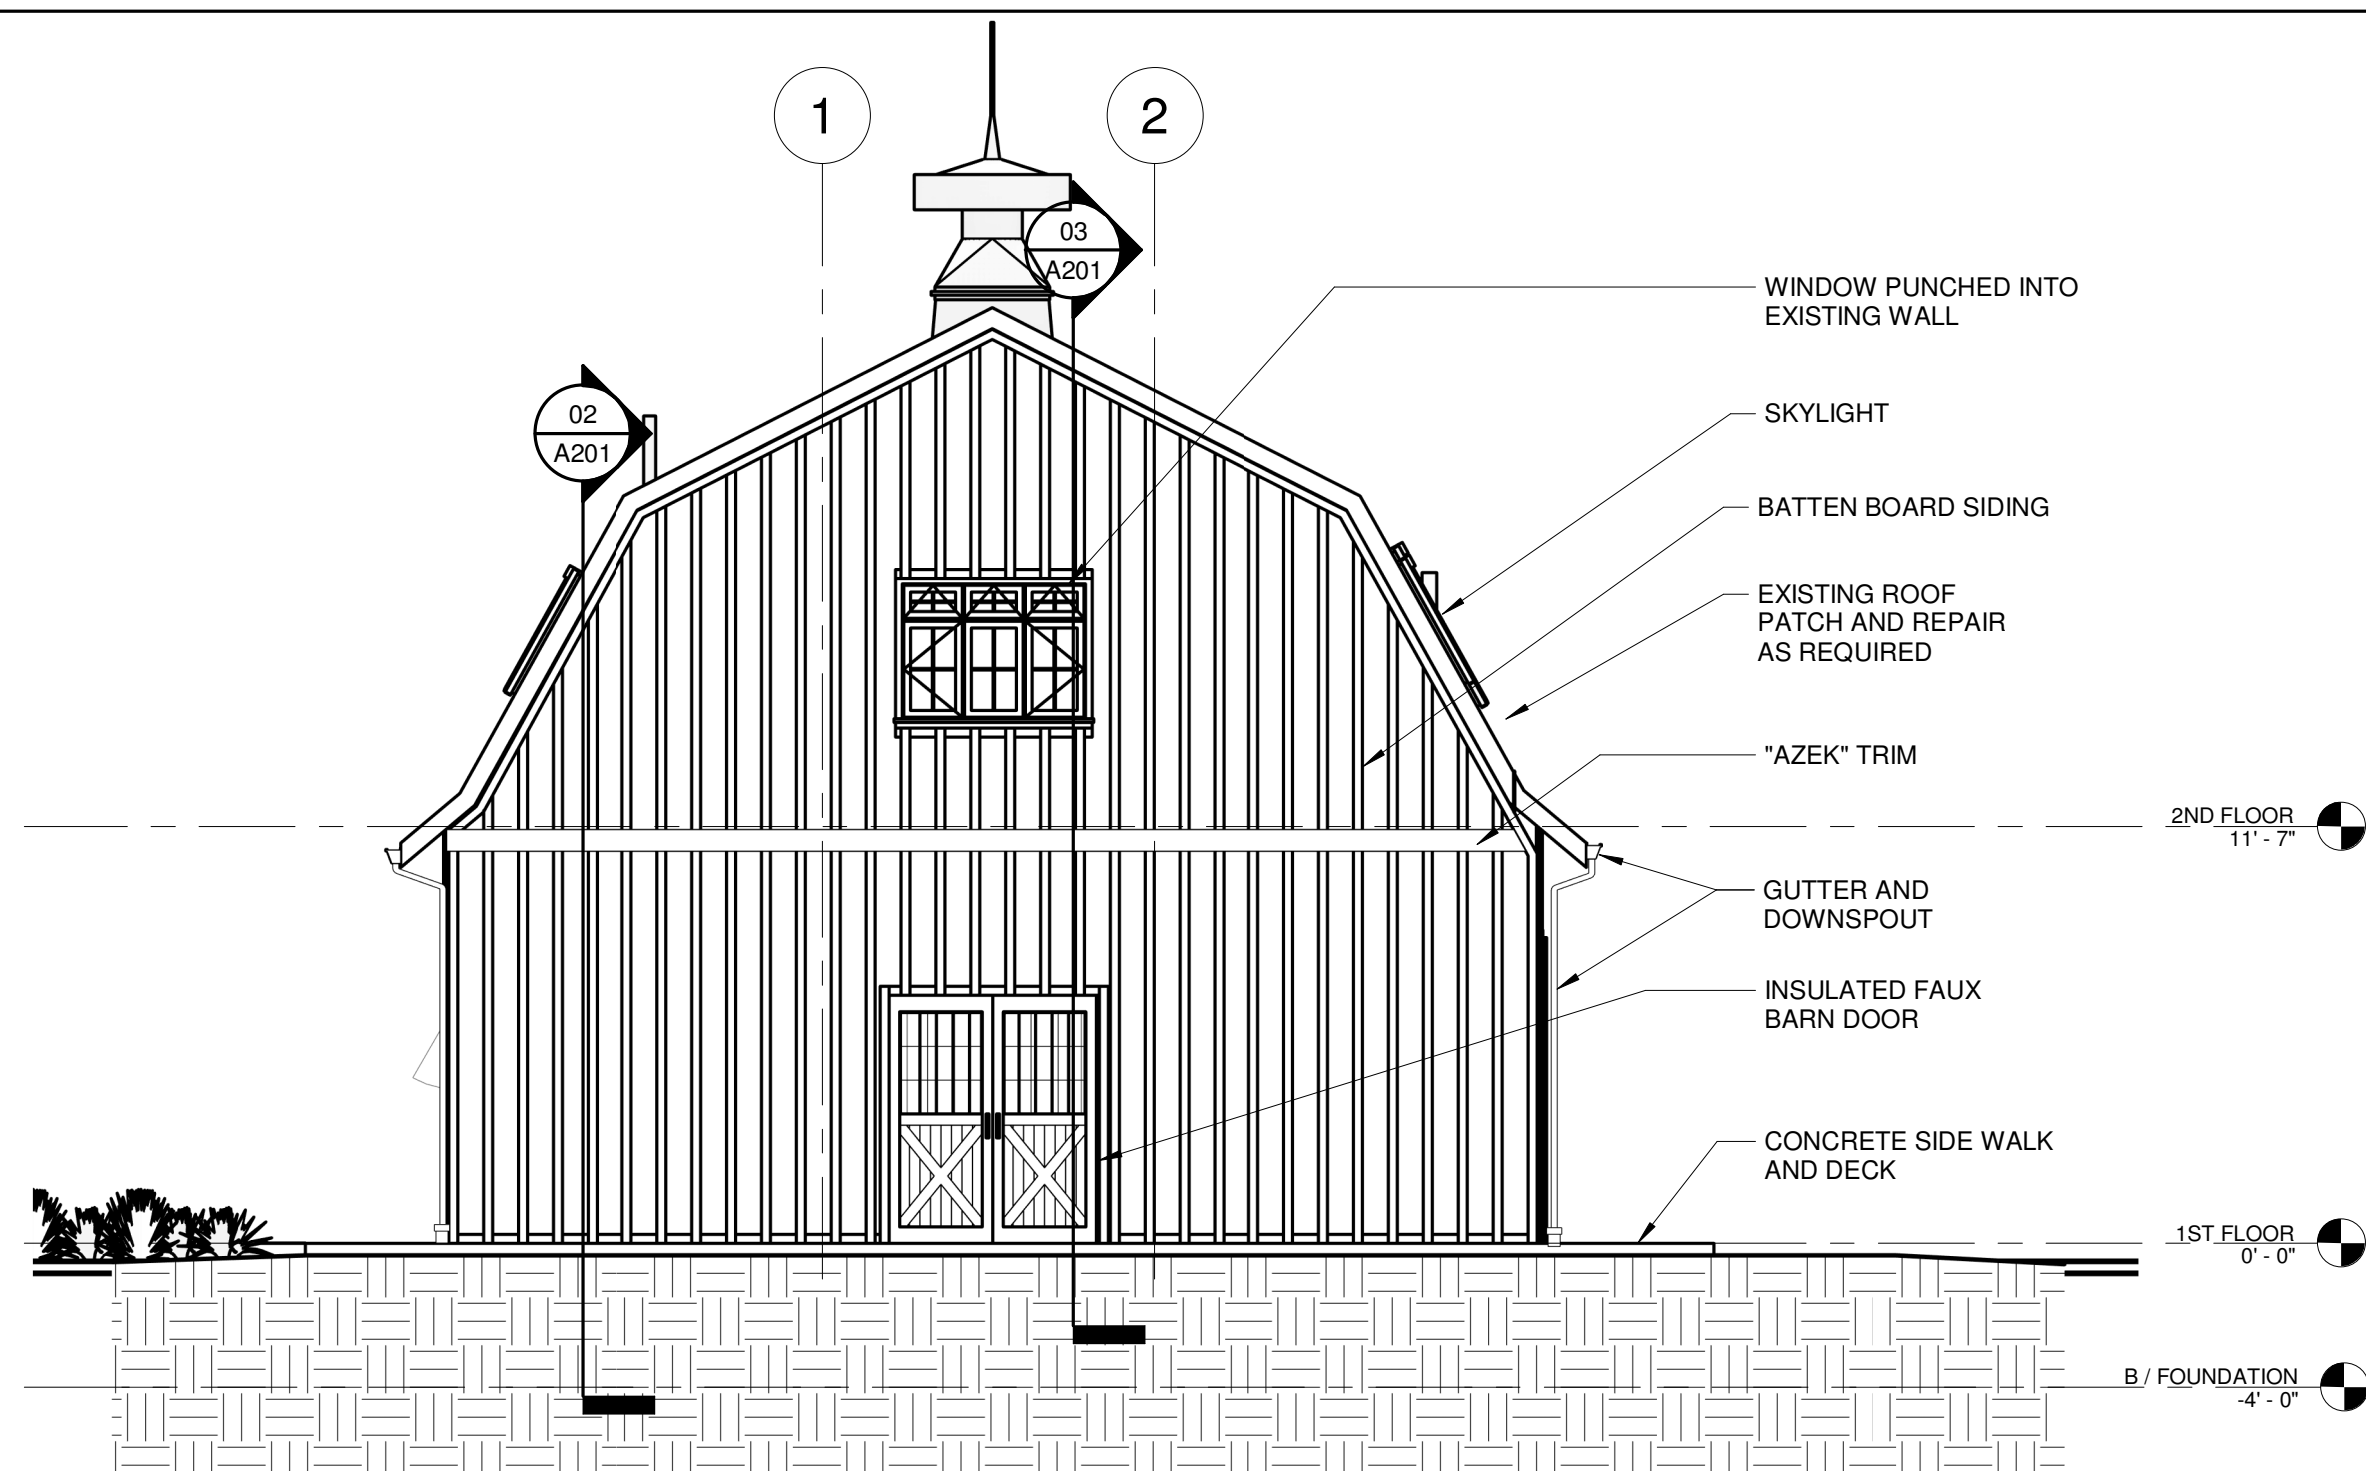 1
2
03
A201
02
A201
WINDOW PUNCHED INTO
EXISTING WALL
SKYLIGHT
BATTEN BOARD SIDING
EXISTING ROOF
PATCH AND REPAIR
AS REQUIRED
"AZEK" TRIM
2ND FLOOR
11' - 7"
GUTTER AND
DOWNSPOUT
INSULATED FAUX
BARN DOOR
CONCRETE SIDE WALK
AND DECK
1ST FLOOR
0' - 0"
B / FOUNDATION
-4' - 0"